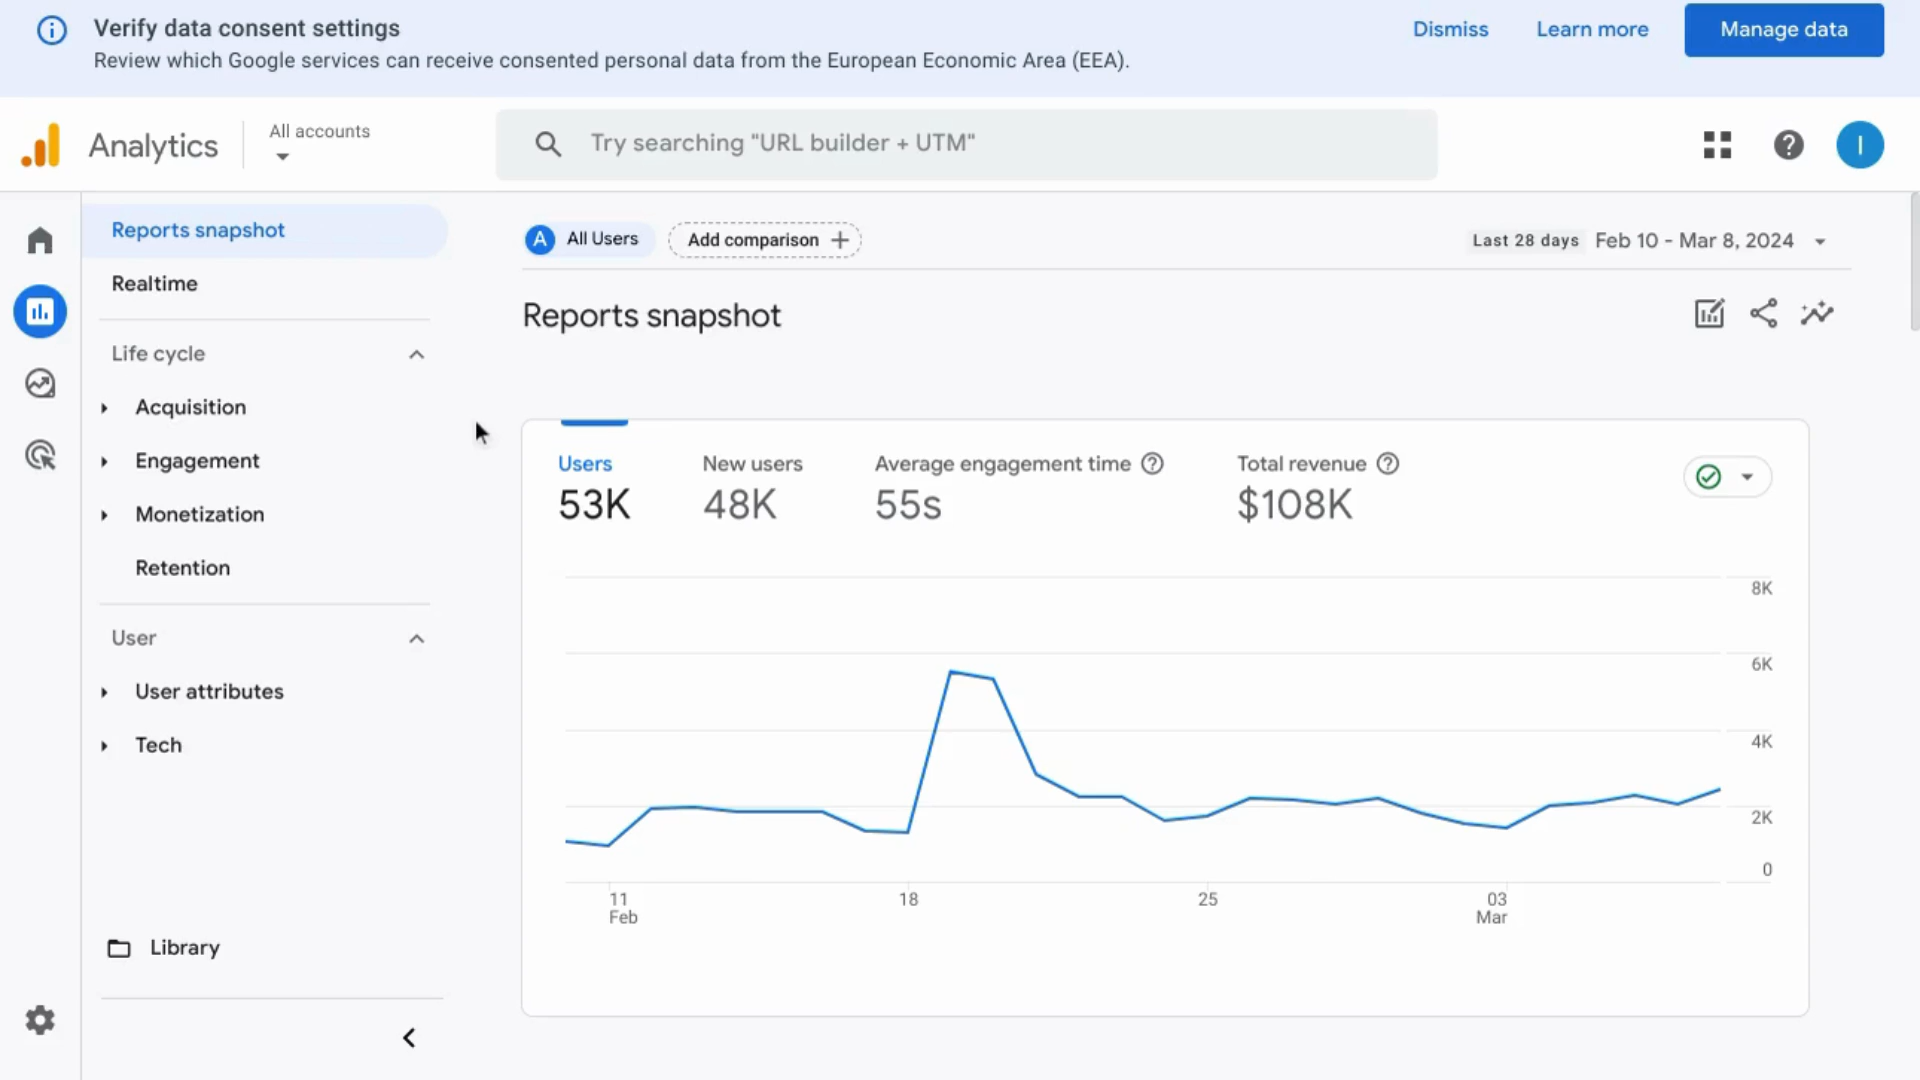 Verify data consent settings
Review which Google services can receive consented personal data from the European Economic Area (EEA).
Dismiss
Learn more
Manage data
Analytics
All accounts
Try searching "URL builder + UTM"
I
Reports snapshot
Realtime
Life cycle
Acquisition
Engagement
Monetization
Retention
User
User attributes
Tech
Library
A All Users
Add comparison +
Last 28 days Feb 10 - Mar 8, 2024
Reports snapshot
Users
53K
New users
48K
Average engagement time
55s
Total revenue
$108K
8K
6K
4K
2K
0
11
Feb
18
25
03
Mar